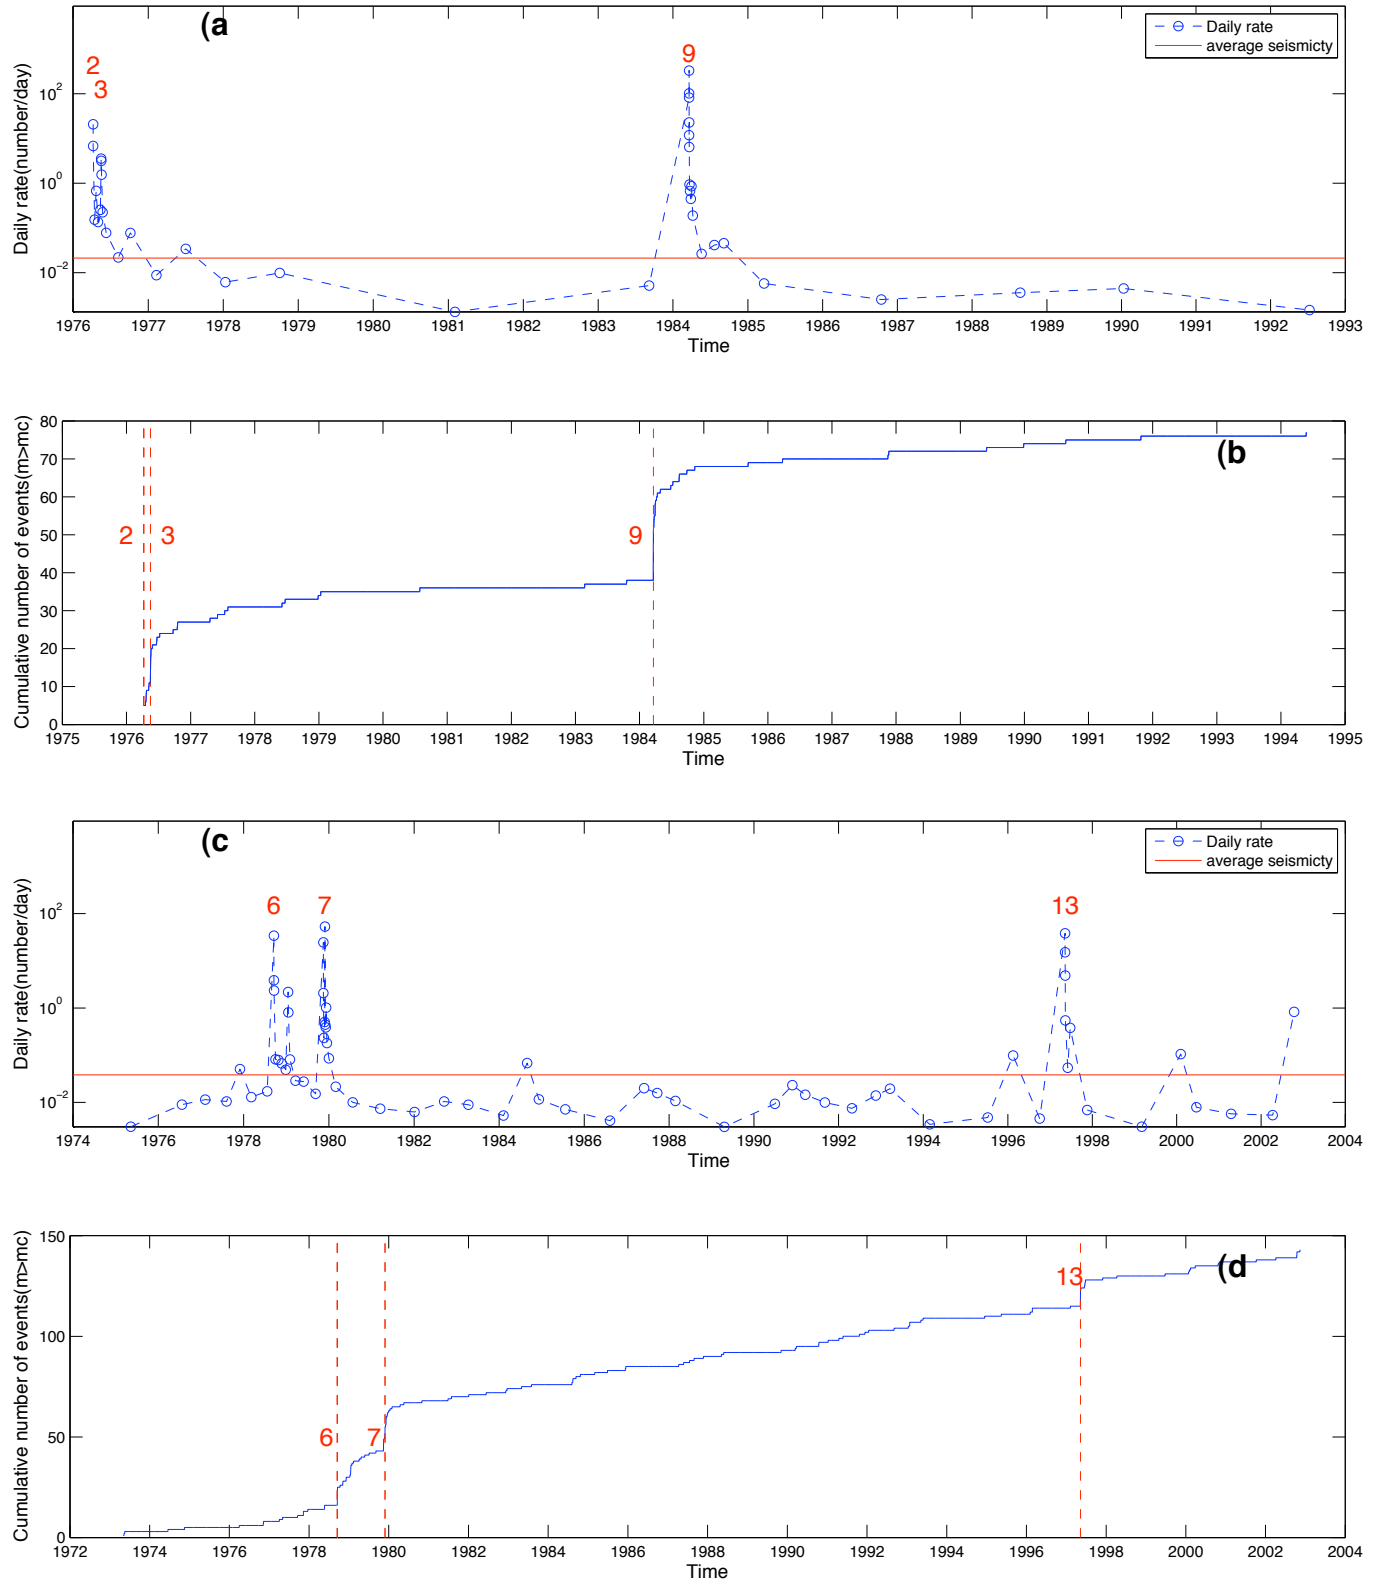 (a
2
3
9
Daily rate
average seismicty
Daily rate(number/day)
10^2
10^0
10^-2
1976 1977 1978 1979 1980 1981 1982 1983 1984 1985 1986 1987 1988 1989 1990 1991 1992 1993
Time
(b
2
3
9
Cumulative number of events(m>mc)
80
70
60
50
40
30
20
10
0
1975 1976 1977 1978 1979 1980 1981 1982 1983 1984 1985 1986 1987 1988 1989 1990 1991 1992 1993 1994 1995
Time
(c
6
7
13
Daily rate
average seismicty
Daily rate(number/day)
10^2
10^0
10^-2
1974 1976 1978 1980 1982 1984 1986 1988 1990 1992 1994 1996 1998 2000 2002 2004
Time
(d
13
6
7
Cumulative number of events(m>mc)
150
100
50
0
1972 1974 1976 1978 1980 1982 1984 1986 1988 1990 1992 1994 1996 1998 2000 2002 2004
Time